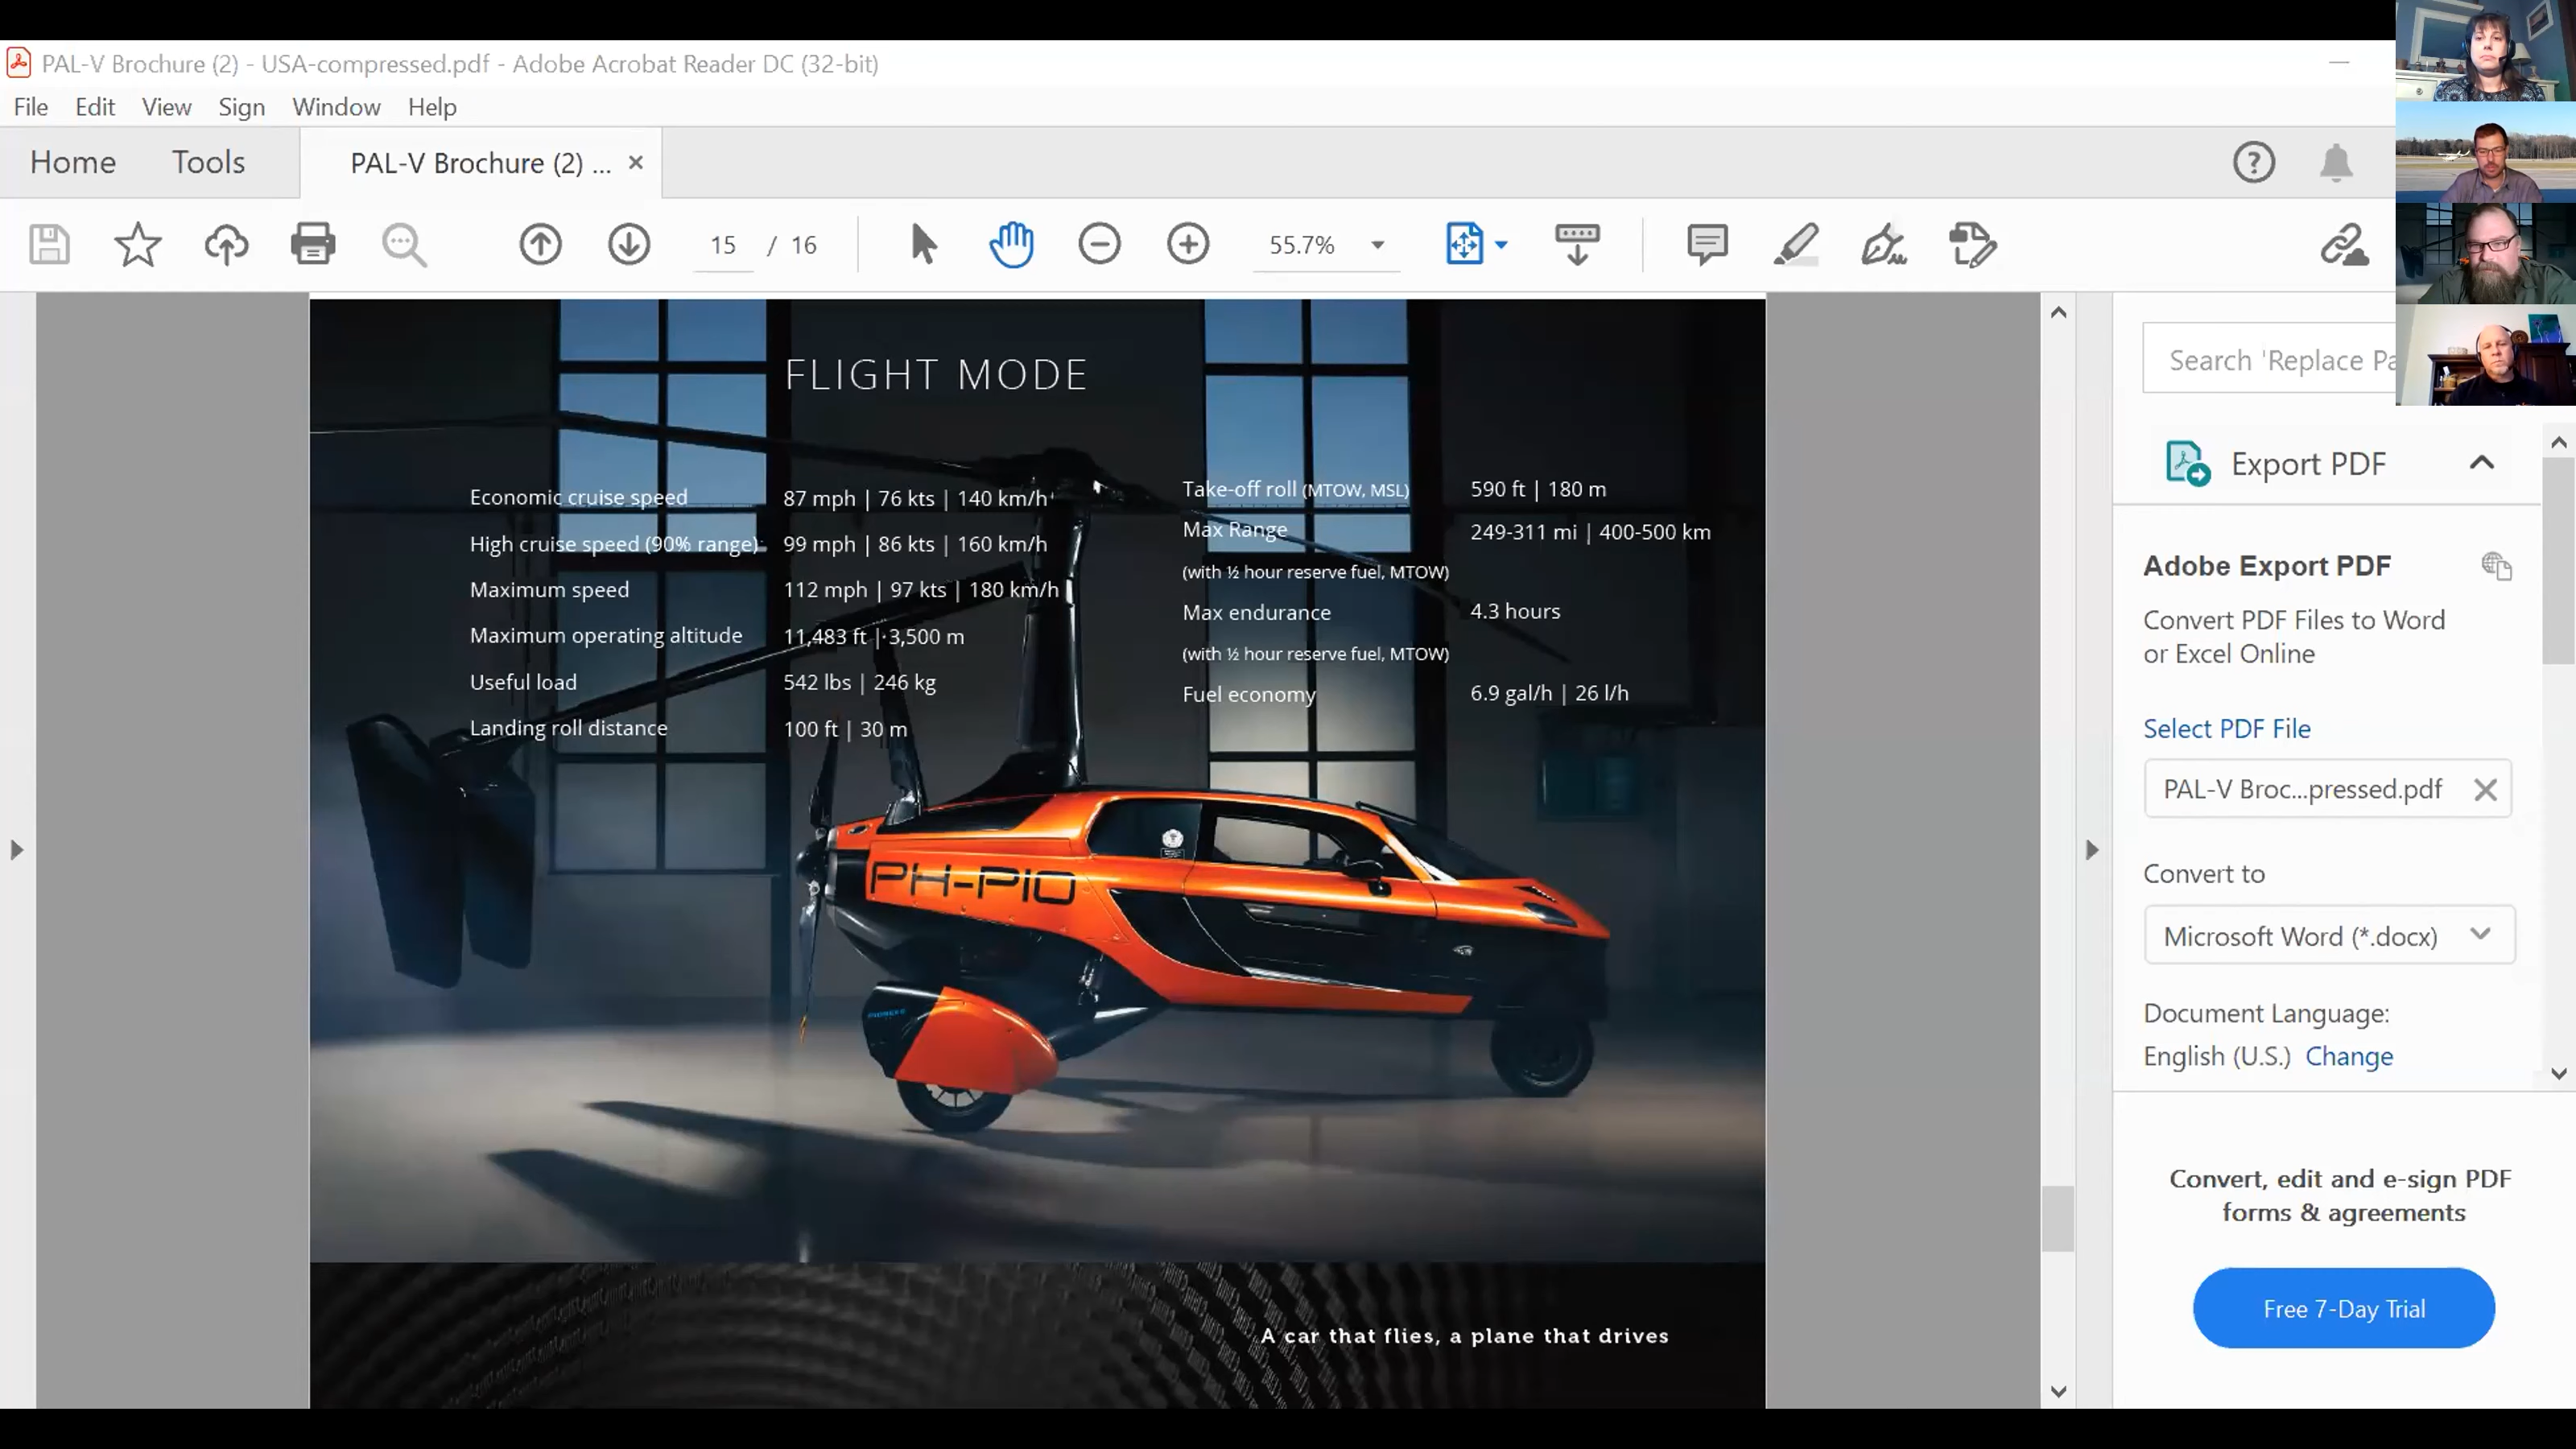 PAL-V Brochure (2) - USA-compressed.pdf - Adobe Acrobat Reader DC (32-bit)
File Edit View Sign Window Help
Home Tools PAL-V Brochure (2) ...
15 / 16 55.7%
Search 'Replace Pa
FLIGHT MODE
Economic cruise speed 87 mph | 76 kts | 140 km/h
High cruise speed (90% range) 99 mph | 86 kts | 160 km/h
Maximum speed 112 mph | 97 kts | 180 km/h
Maximum operating altitude 11,483 ft | 3,500 m
Useful load 542 lbs | 246 kg
Landing roll distance 100 ft | 30 m
Take-off roll (MTOW, MSL) 590 ft | 180 m
Max Range 249-311 mi | 400-500 km
(with ½ hour reserve fuel, MTOW)
Max endurance 4.3 hours
(with ½ hour reserve fuel, MTOW)
Fuel economy 6.9 gal/h | 26 l/h
PH-PIO
PIONEER
A car that flies, a plane that drives
Export PDF
Adobe Export PDF
Convert PDF Files to Word
or Excel Online
Select PDF File
PAL-V Broc...pressed.pdf
Convert to
Microsoft Word (*.docx)
Document Language:
English (U.S.) Change
Convert, edit and e-sign PDF
forms & agreements
Free 7-Day Trial